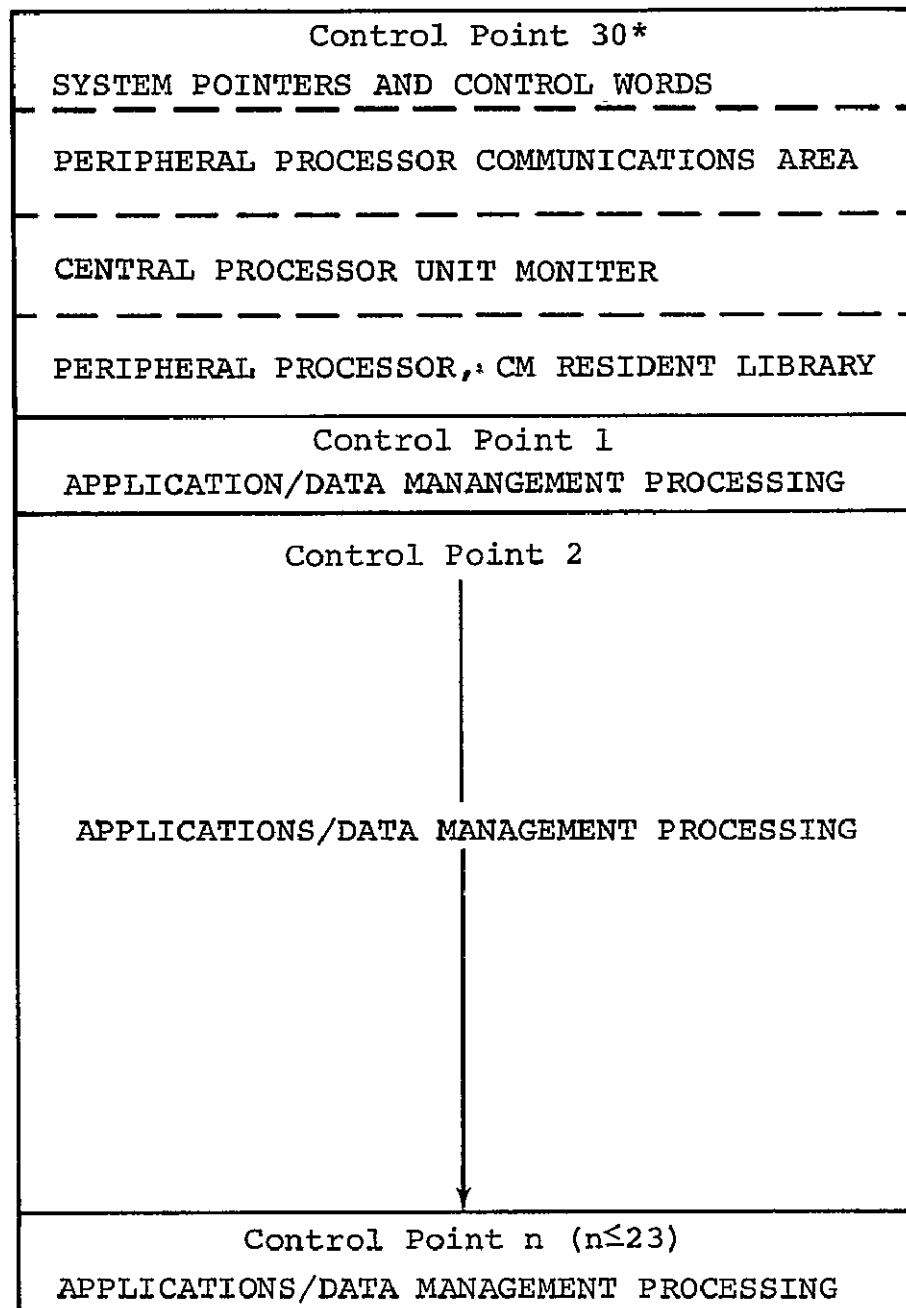 Control Point 30*
SYSTEM POINTERS AND CONTROL WORDS
PERIPHERAL PROCESSOR COMMUNICATIONS AREA
CENTRAL PROCESSOR UNIT MONITER
PERIPHERAL PROCESSOR, CM RESIDENT LIBRARY
Control Point 1
APPLICATION/DATA MANANGEMENT PROCESSING
Control Point 2
APPLICATIONS/DATA MANAGEMENT PROCESSING
Control Point n (n≤23)
APPLICATIONS/DATA MANAGEMENT PROCESSING